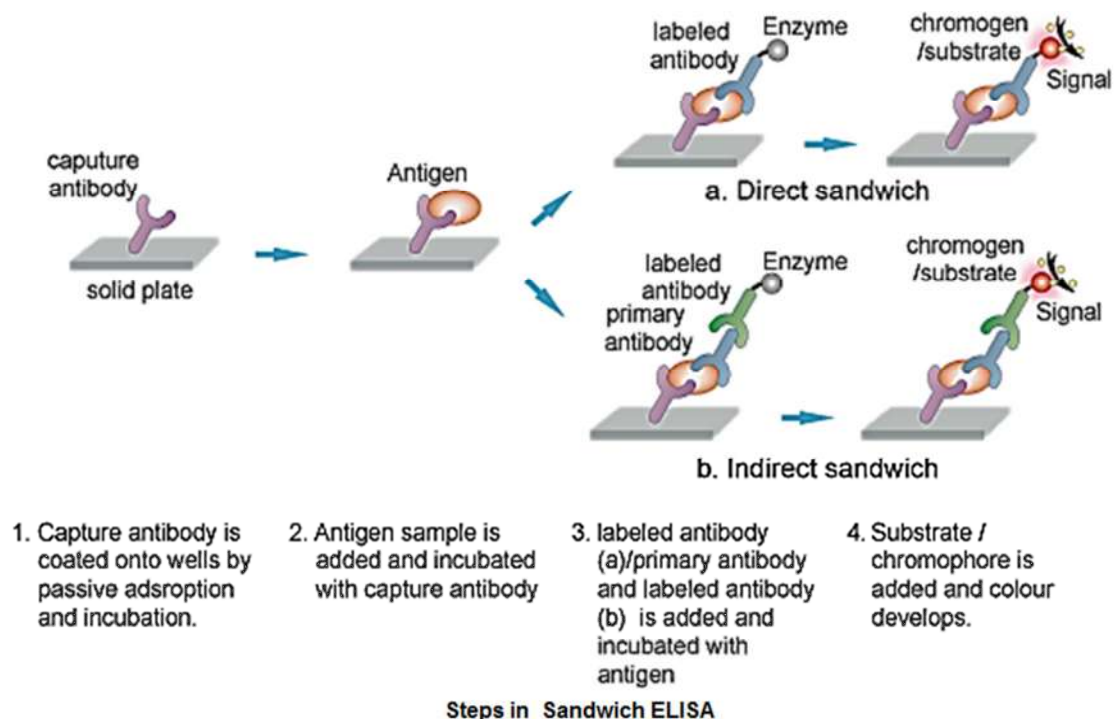 labeled
antibody
Enzyme
chromogen
/substrate
Signal
a. Direct sandwich
caputure
antibody
solid plate
Antigen
labeled
antibody
Enzyme
primary
antibody
chromogen
/substrate
Signal
b. Indirect sandwich
1. Capture antibody is
coated onto wells by
passive adsroption
and incubation.
2. Antigen sample is
added and incubated
with capture antibody
3. labeled antibody
(a)/primary antibody
and labeled antibody
(b) is added and
incubated with
antigen
4. Substrate /
chromophore is
added and colour
develops.
Steps in Sandwich ELISA